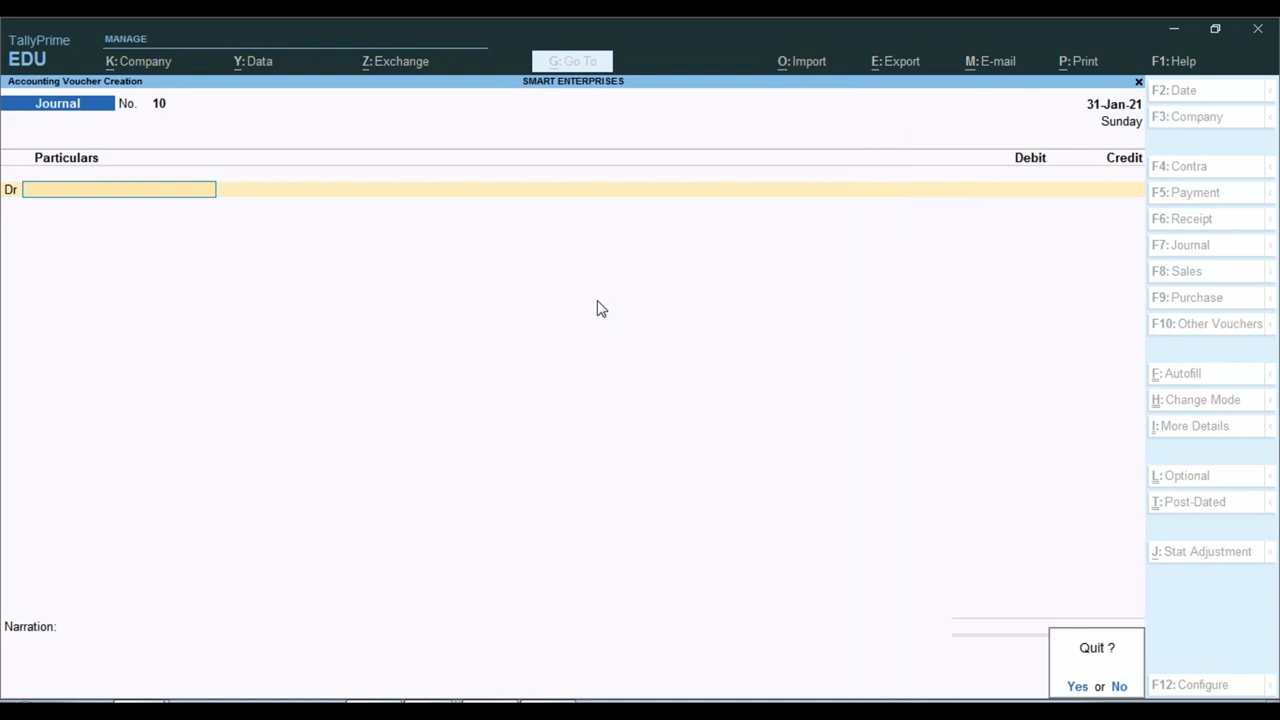 TallyPrime
EDU
MANAGE
K: Company
Y: Data
Z: Exchange
G: Go To
O: Import
E: Export
M: E-mail
P: Print
F1: Help
Accounting Voucher Creation
SMART ENTERPRISES
Journal No. 10
31-Jan-21
Sunday
Particulars
Debit
Credit
Dr
Narration:
Quit ?
Yes or No
F2: Date
F3: Company
F4: Contra
F5: Payment
F6: Receipt
F7: Journal
F8: Sales
F9: Purchase
F10: Other Vouchers
F: Autofill
H: Change Mode
I: More Details
L: Optional
T: Post-Dated
J: Stat Adjustment
F12: Configure